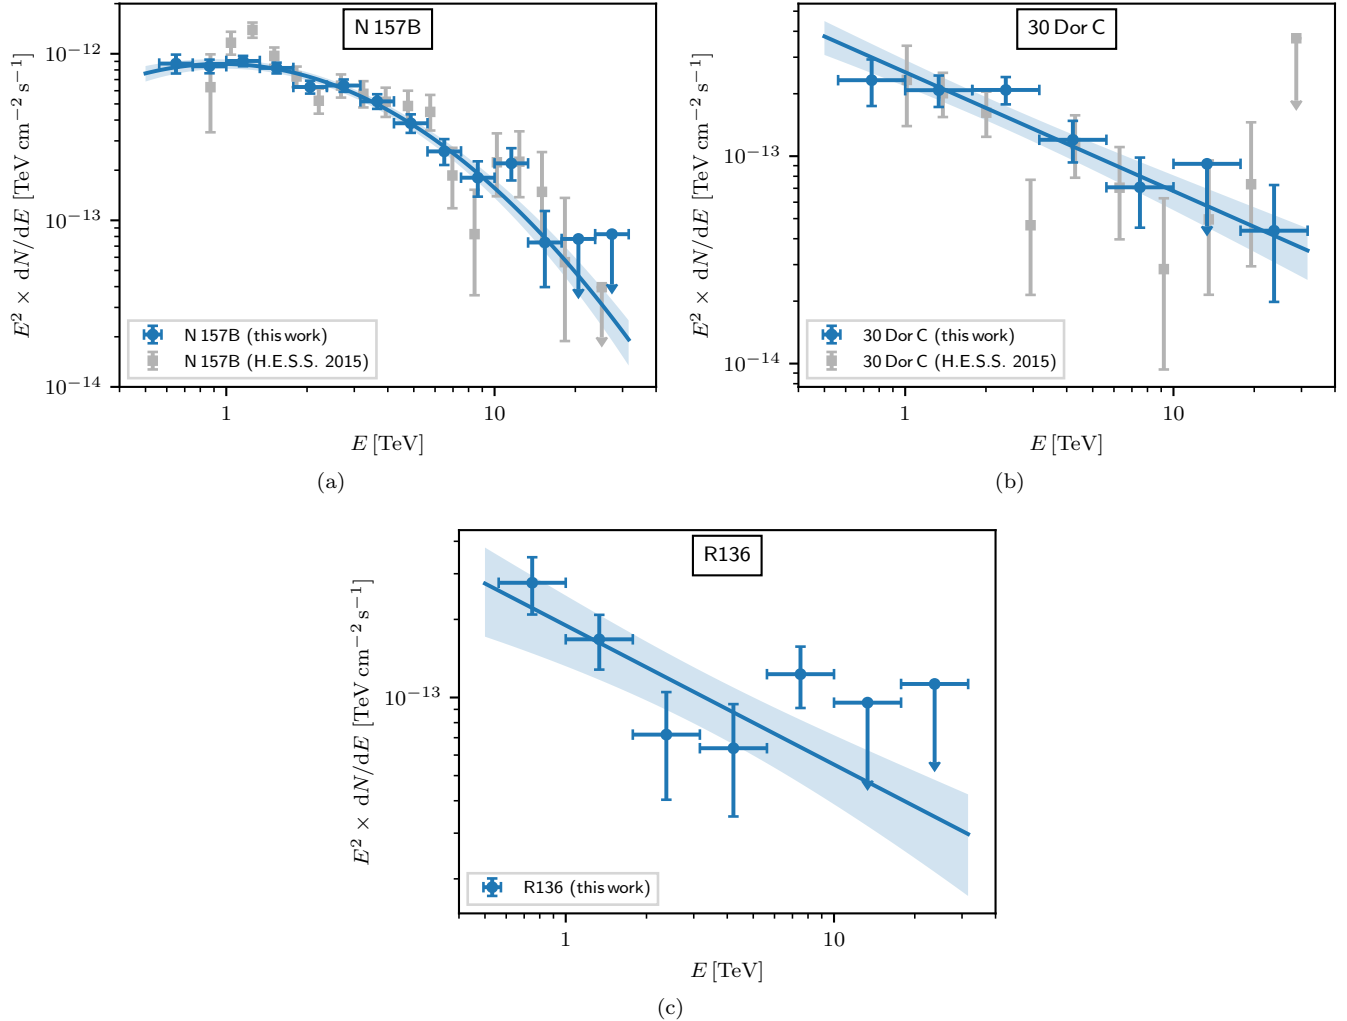 N 157B
E² × dN/dE [TeV cm⁻² s⁻¹]
10⁻¹²
10⁻¹³
10⁻¹⁴
N 157B (this work)
N 157B (H.E.S.S. 2015)
1
10
E [TeV]
(a)
30 Dor C
E² × dN/dE [TeV cm⁻² s⁻¹]
10⁻¹³
10⁻¹⁴
30 Dor C (this work)
30 Dor C (H.E.S.S. 2015)
1
10
E [TeV]
(b)
R136
E² × dN/dE [TeV cm⁻² s⁻¹]
10⁻¹³
R136 (this work)
1
10
E [TeV]
(c)